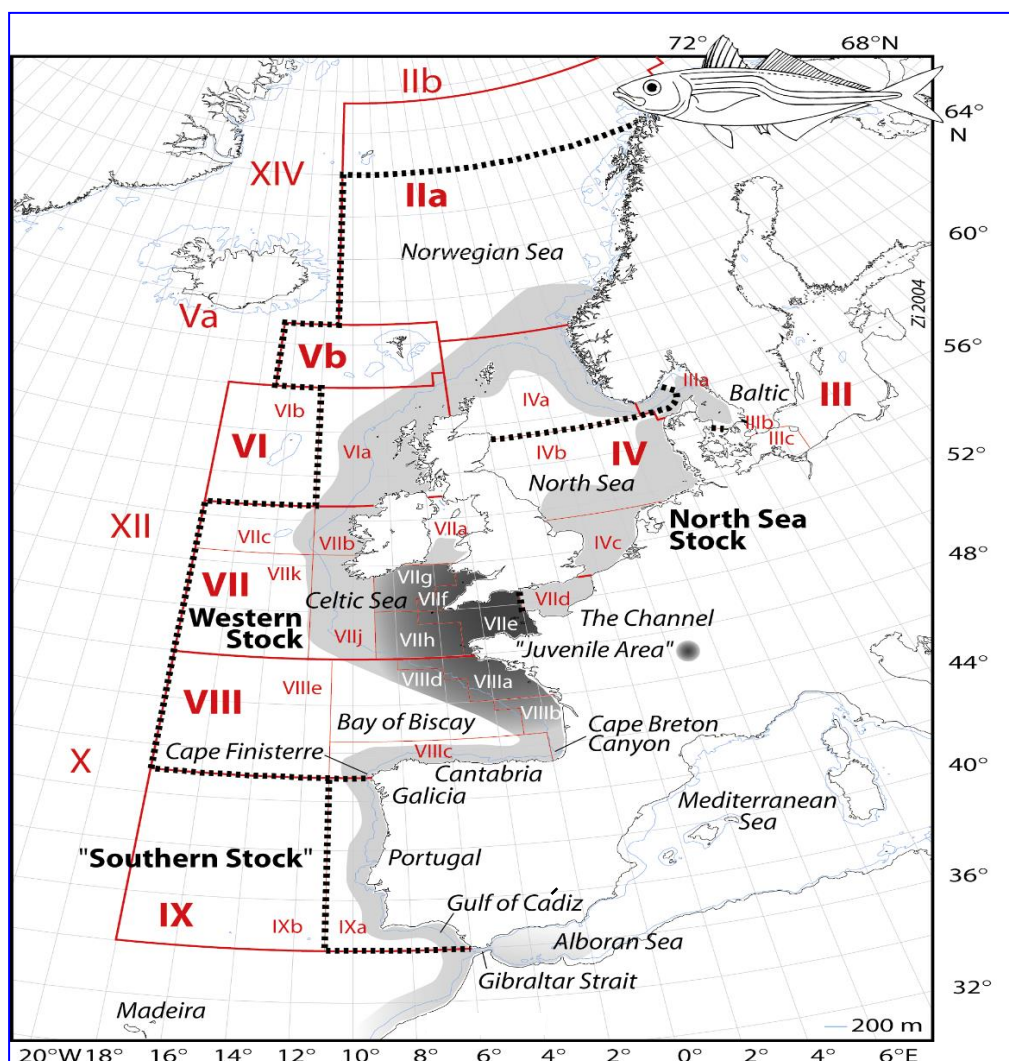 72°
68°N
IIb
64°
N
XIV
IIa
Norwegian Sea
60°
Va
Zi 2004
Vb
56°
IIIa
Baltic
III
IVa
VIb
IIIb
IIIc
VI
VIa
IVb
IV
52°
North Sea
XII
North Sea
Stock
VIIc
VIIb
VIIa
IVc
48°
VII
VIIk
VIIg
Celtic Sea
VIIf
VIId
Western
Stock
VIIj
VIIh
VIIe
The Channel
"Juvenile Area"
44°
VIIIe
VIIId
VIIIa
VIII
VIIIb
Bay of Biscay
Cape Breton
Canyon
X
Cape Finisterre
VIIIc
Cantabria
40°
Galicia
Mediterranean
Sea
"Southern Stock"
Portugal
36°
IX
IXb
IXa
Gulf of Cádiz
Alboran Sea
Gibraltar Strait
32°
Madeira
200 m
20°W 18° 16° 14° 12° 10° 8° 6° 4° 2° 0° 2° 4° 6°E